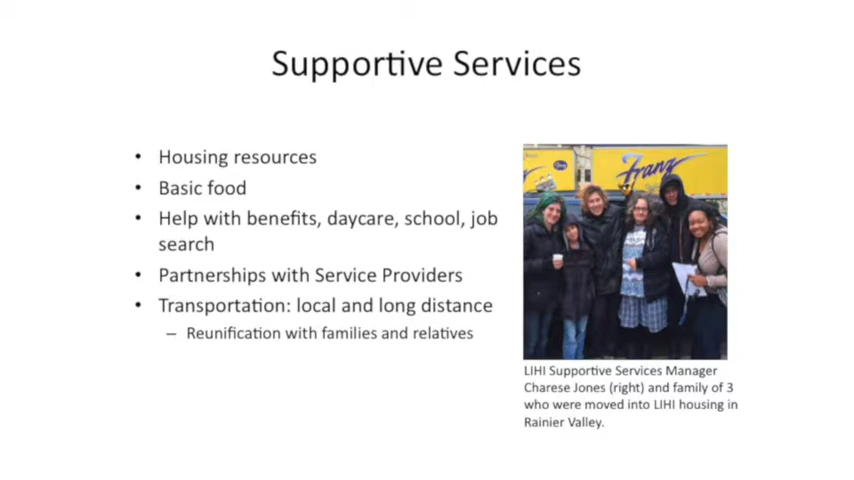 Supportive Services
• Housing resources
• Basic food
• Help with benefits, daycare, school, job
search
• Partnerships with Service Providers
• Transportation: local and long distance
– Reunification with families and relatives
Franz
LIHI Supportive Services Manager
Charese Jones (right) and family of 3
who were moved into LIHI housing in
Rainier Valley.